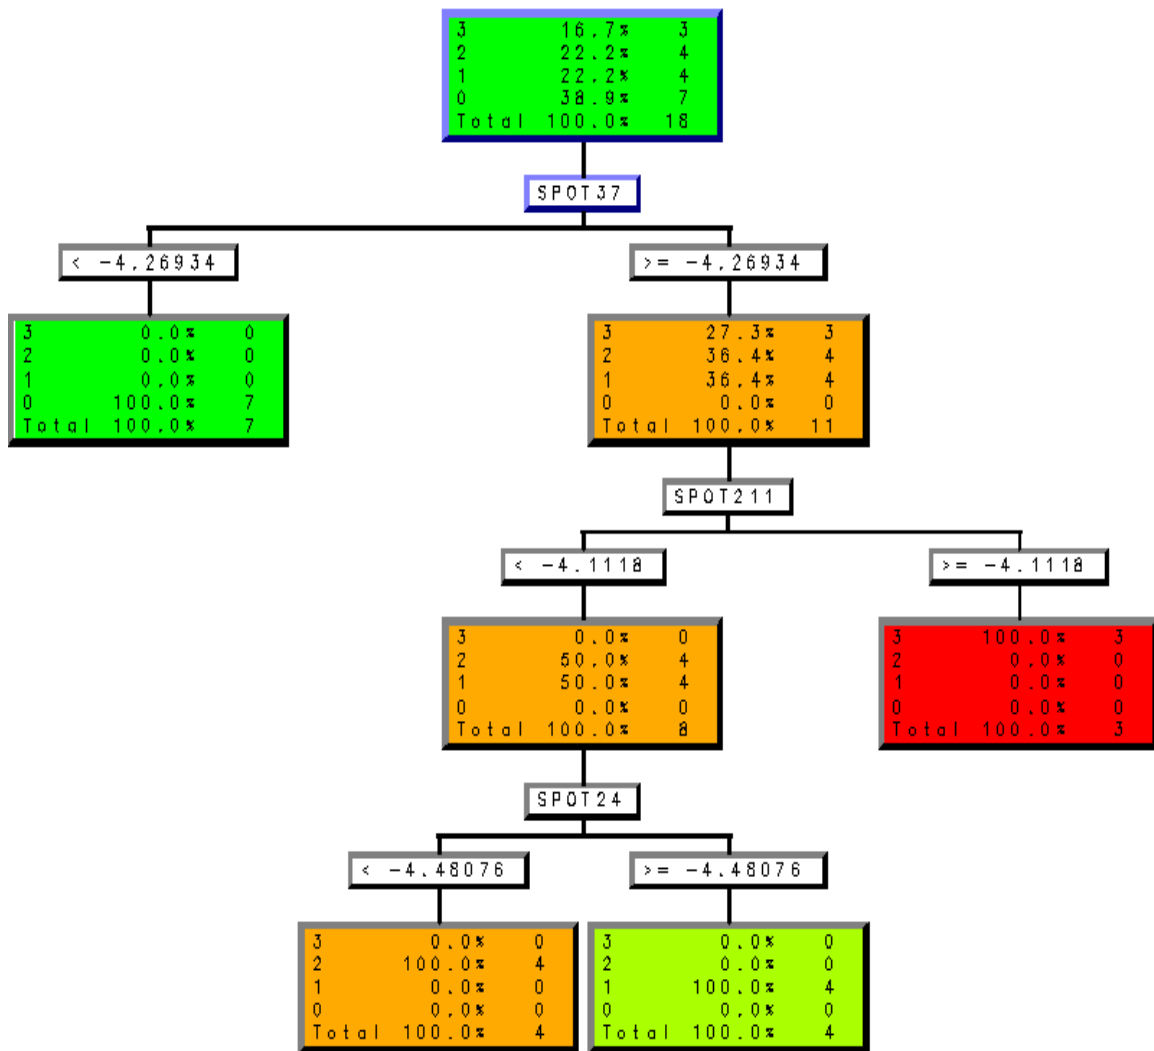 3 16.7% 3
2 22.2% 4
1 22.2% 4
0 38.9% 7
Total 100.0% 18
SPOT37
< -4.26934
>= -4.26934
3 0.0% 0
2 0.0% 0
1 0.0% 0
0 100.0% 7
Total 100.0% 7
3 27.3% 3
2 36.4% 4
1 36.4% 4
0 0.0% 0
Total 100.0% 11
SPOT211
< -4.1118
>= -4.1118
3 0.0% 0
2 50.0% 4
1 50.0% 4
0 0.0% 0
Total 100.0% 8
3 100.0% 3
2 0.0% 0
1 0.0% 0
0 0.0% 0
Total 100.0% 3
SPOT24
< -4.48076
>= -4.48076
3 0.0% 0
2 100.0% 4
1 0.0% 0
0 0.0% 0
Total 100.0% 4
3 0.0% 0
2 0.0% 0
1 100.0% 4
0 0.0% 0
Total 100.0% 4